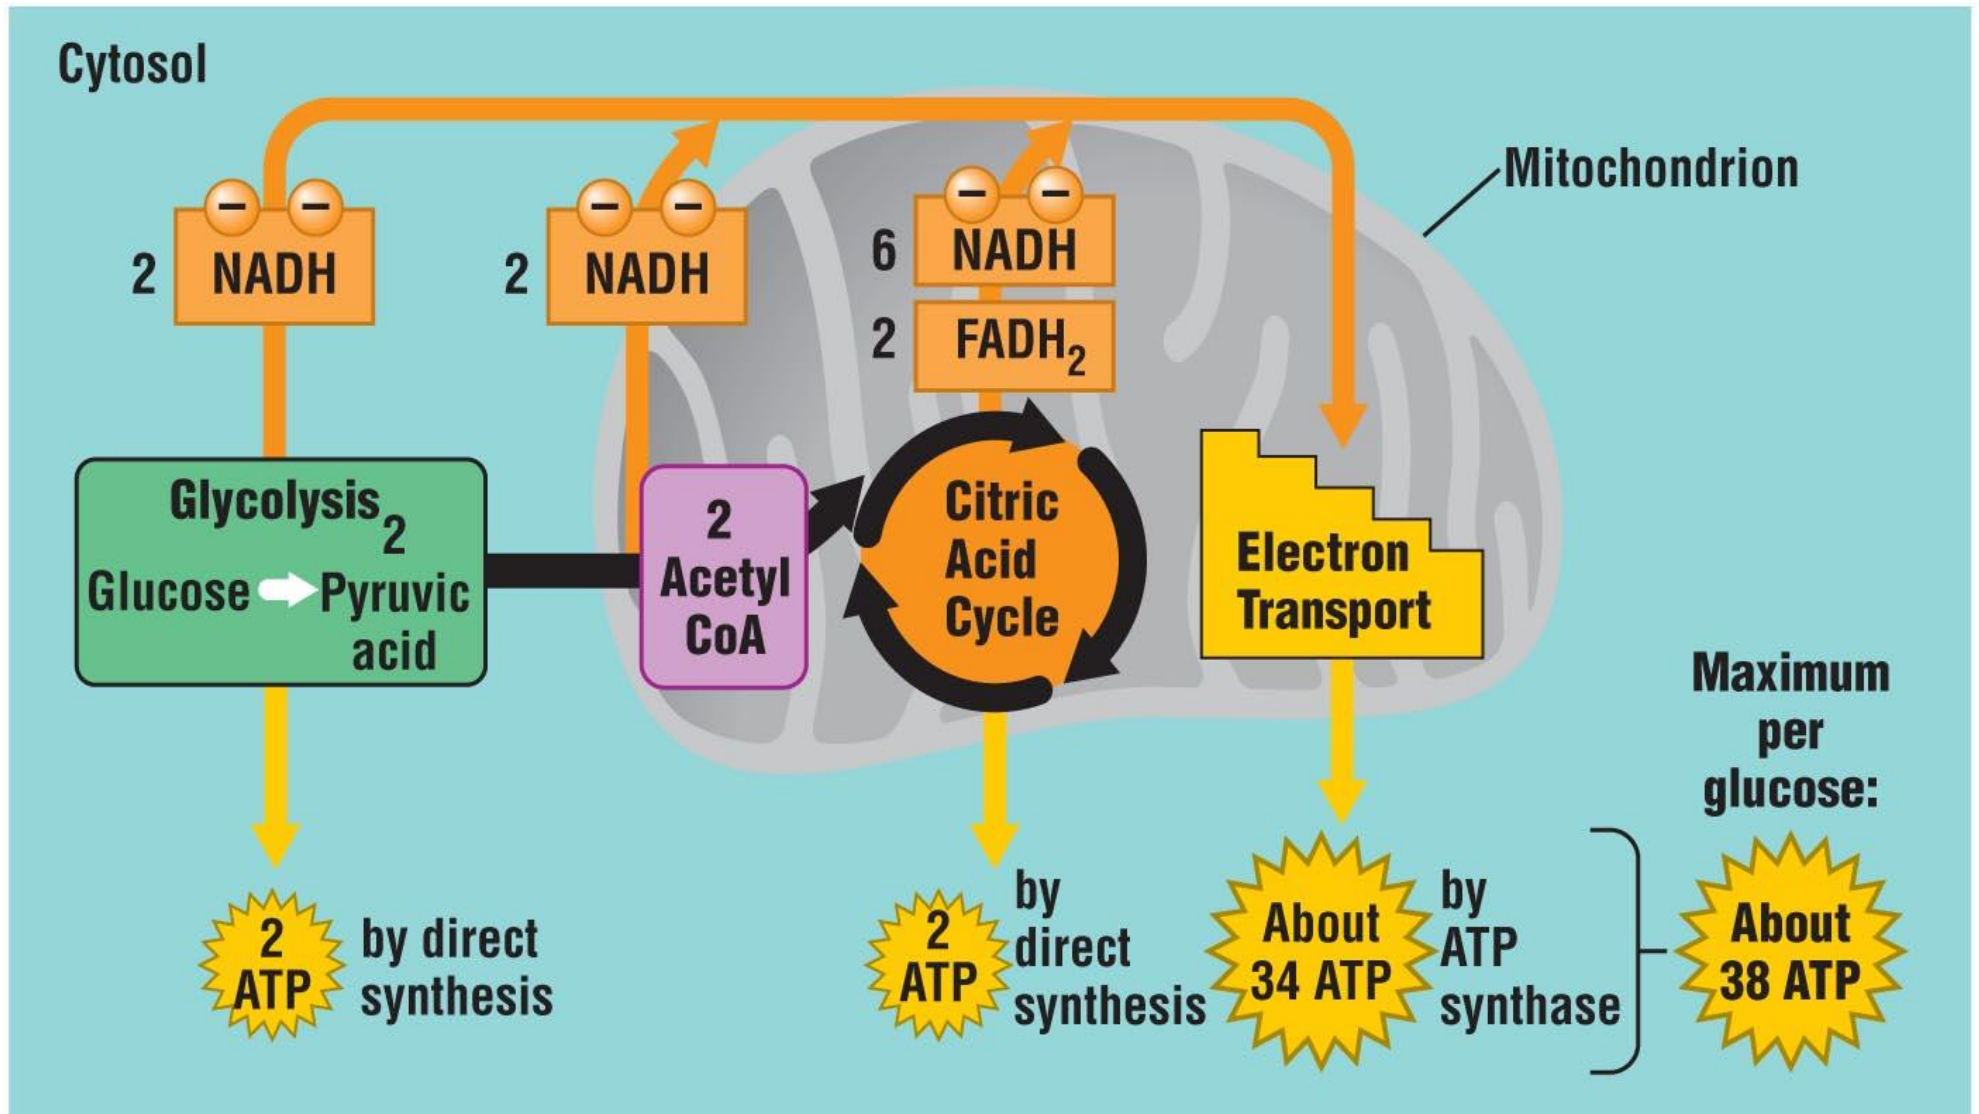 Cytosol
Mitochondrion
2 NADH
2 NADH
6 NADH
2 FADH₂
Glycolysis
2
Glucose Pyruvic
acid
2
Acetyl
CoA
Citric
Acid
Cycle
Electron
Transport
Maximum
per
glucose:
2
ATP
by direct
synthesis
2
ATP
by
direct
synthesis
About
34 ATP
by
ATP
synthase
About
38 ATP